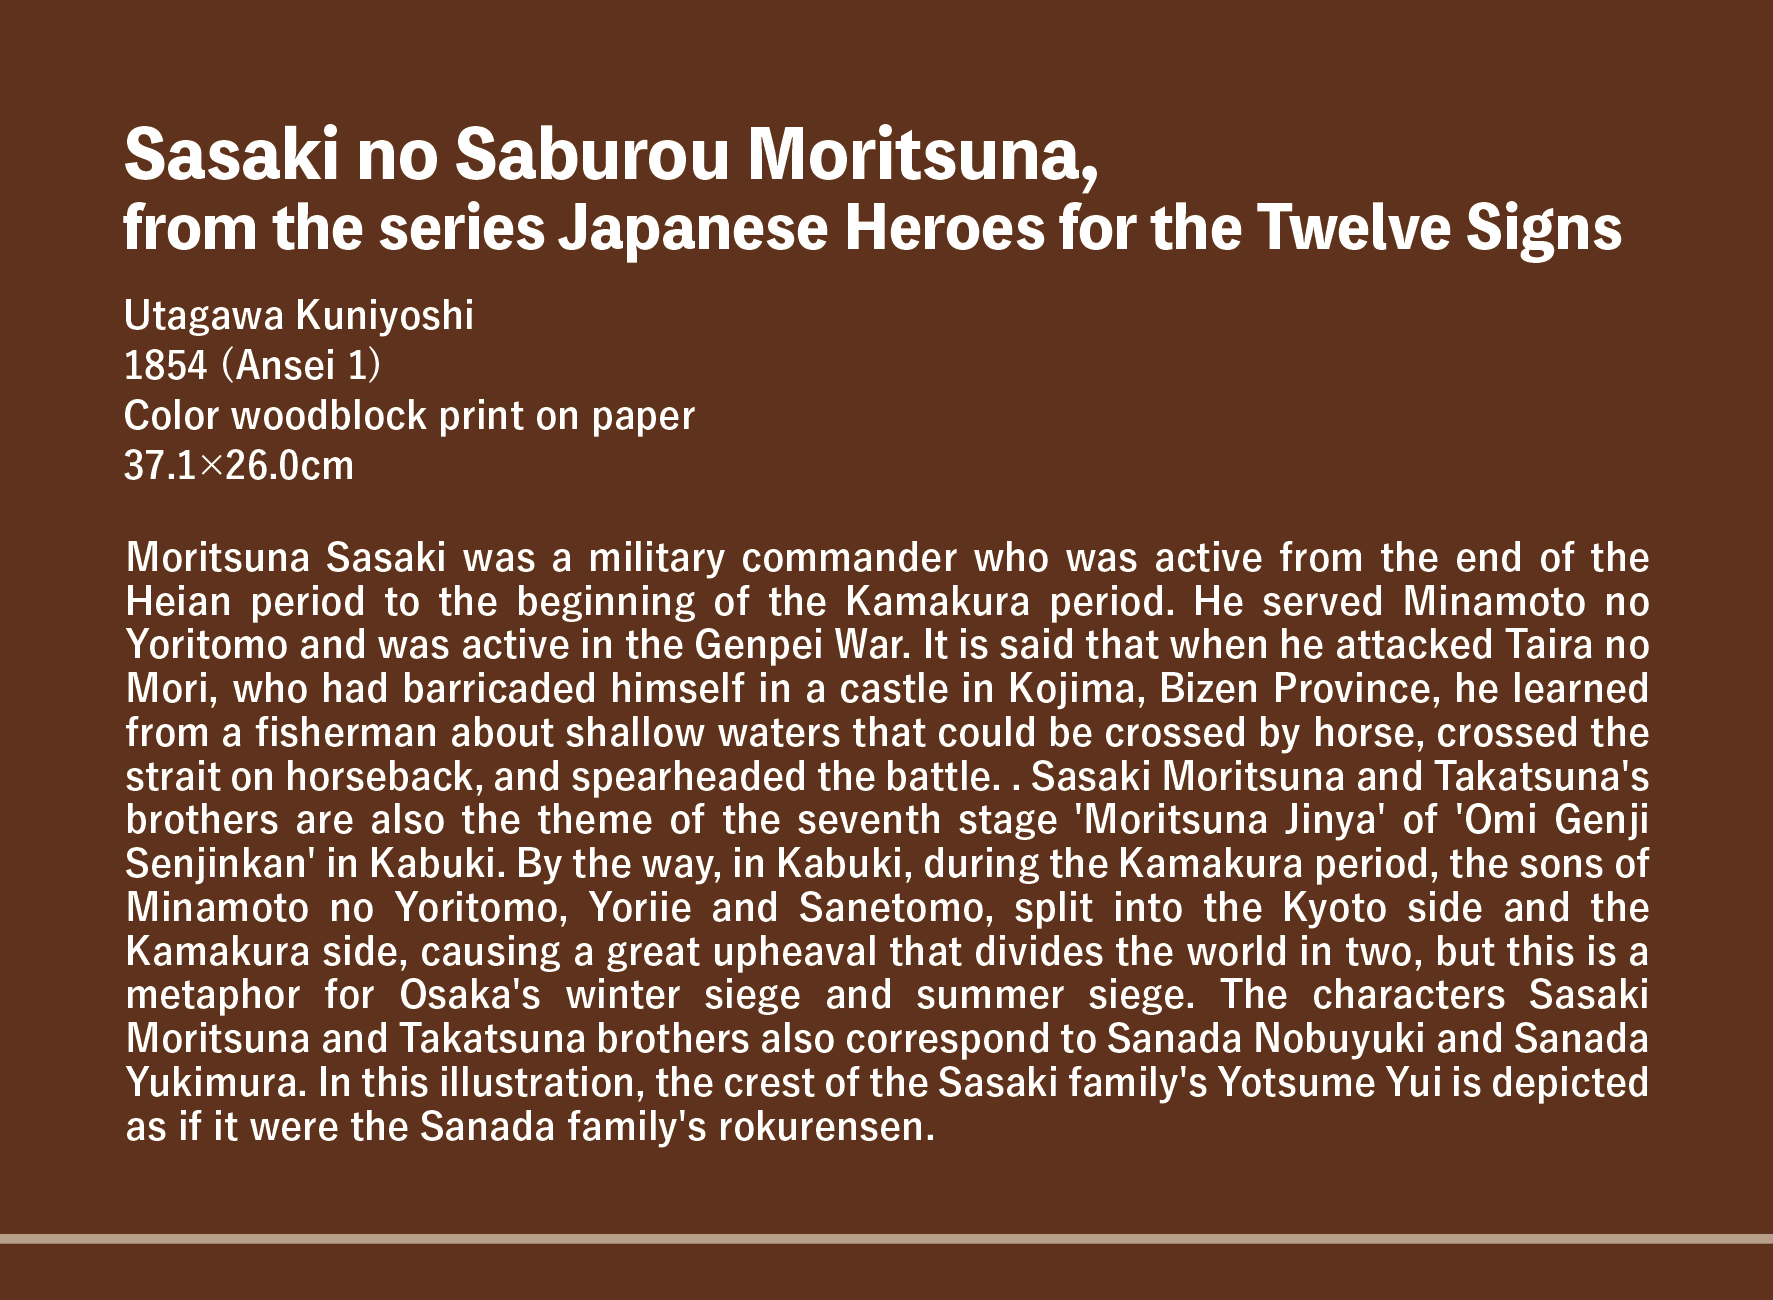 Sasaki no Saburou Moritsuna,
from the series Japanese Heroes for the Twelve Signs
Utagawa Kuniyoshi
1854 (Ansei 1)
Color woodblock print on paper
37.1×26.0cm
Moritsuna Sasaki was a military commander who was active from the end of the
Heian period to the beginning of the Kamakura period. He served Minamoto no
Yoritomo and was active in the Genpei War. It is said that when he attacked Taira no
Mori, who had barricaded himself in a castle in Kojima, Bizen Province, he learned
from a fisherman about shallow waters that could be crossed by horse, crossed the
strait on horseback, and spearheaded the battle. . Sasaki Moritsuna and Takatsuna's
brothers are also the theme of the seventh stage 'Moritsuna Jinya' of 'Omi Genji
Senjinkan' in Kabuki. By the way, in Kabuki, during the Kamakura period, the sons of
Minamoto no Yoritomo, Yoriie and Sanetomo, split into the Kyoto side and the
Kamakura side, causing a great upheaval that divides the world in two, but this is a
metaphor for Osaka's winter siege and summer siege. The characters Sasaki
Moritsuna and Takatsuna brothers also correspond to Sanada Nobuyuki and Sanada
Yukimura. In this illustration, the crest of the Sasaki family's Yotsume Yui is depicted
as if it were the Sanada family's rokurensen.